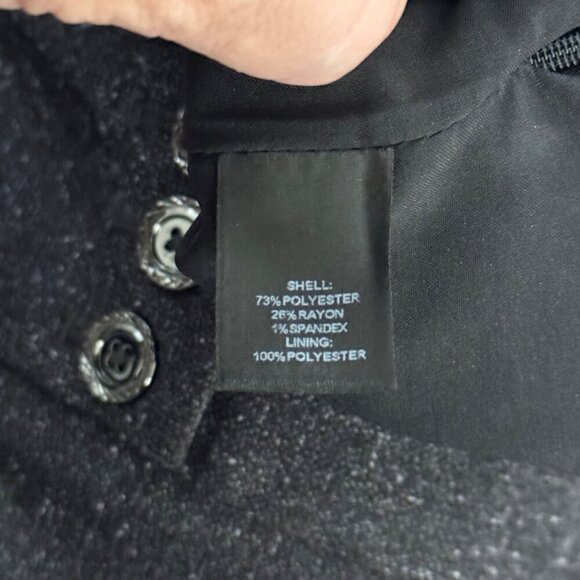 SHELL:
73%POLYESTER
26%RAYON
1%SPANDEX
LINING:
100%POLYESTER